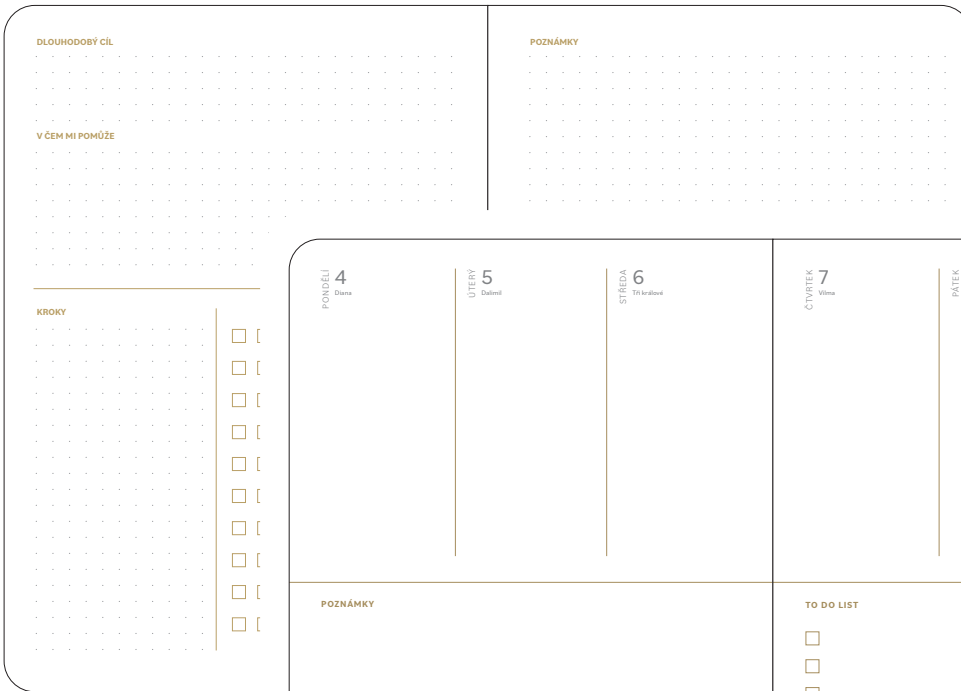 DLOUHODOBÝ CÍL
V ČEM MI POMŮŽE
KROKY
POZNÁMKY
PONDĚLÍ 4
Diana
ÚTERÝ 5
Dalimil
STŘEDA 6
Tři králové
ČTVRTEK 7
Vilma
PÁTEK
POZNÁMKY
TO DO LIST